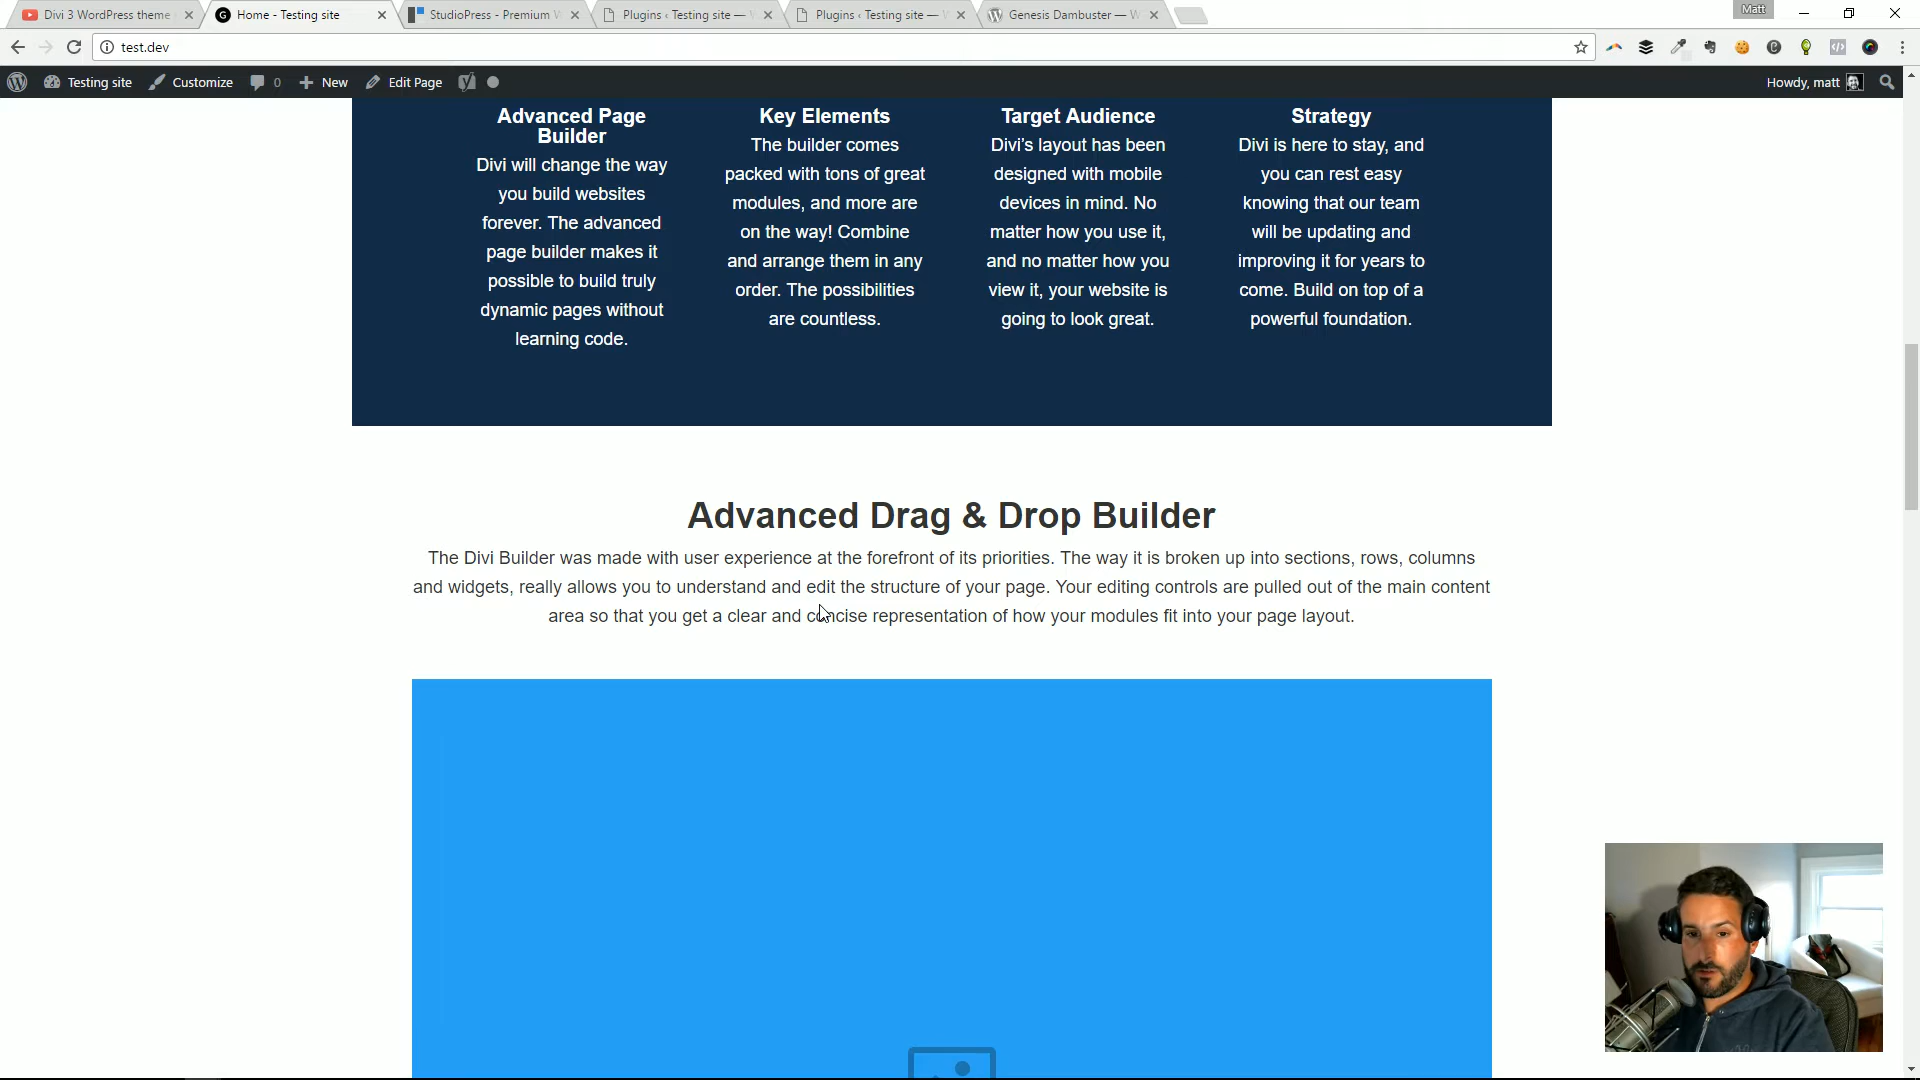 Divi 3 WordPress theme
Home - Testing site
StudioPress - Premium W
Plugins ‹ Testing site —
Plugins ‹ Testing site — W
Genesis Dambuster — W
Matt
test.dev
Testing site
Customize
0
New
Edit Page
Howdy, matt
Advanced Page
Builder
Divi will change the way
you build websites
forever. The advanced
page builder makes it
possible to build truly
dynamic pages without
learning code.
Key Elements
The builder comes
packed with tons of great
modules, and more are
on the way! Combine
and arrange them in any
order. The possibilities
are countless.
Target Audience
Divi's layout has been
designed with mobile
devices in mind. No
matter how you use it,
and no matter how you
view it, your website is
going to look great.
Strategy
Divi is here to stay, and
you can rest easy
knowing that our team
will be updating and
improving it for years to
come. Build on top of a
powerful foundation.
Advanced Drag & Drop Builder
The Divi Builder was made with user experience at the forefront of its priorities. The way it is broken up into sections, rows, columns
and widgets, really allows you to understand and edit the structure of your page. Your editing controls are pulled out of the main content
area so that you get a clear and concise representation of how your modules fit into your page layout.